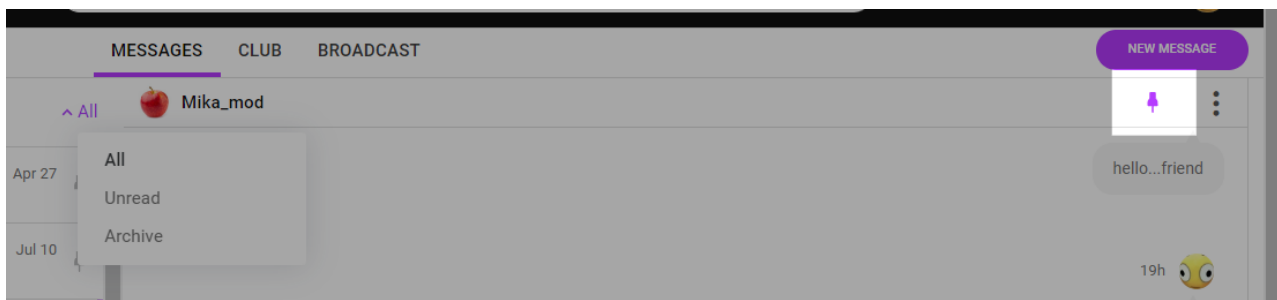 MESSAGES CLUB BROADCAST NEW MESSAGE
All Mika_mod
All
Unread
Archive
Apr 27
Jul 10
hello...friend
19h